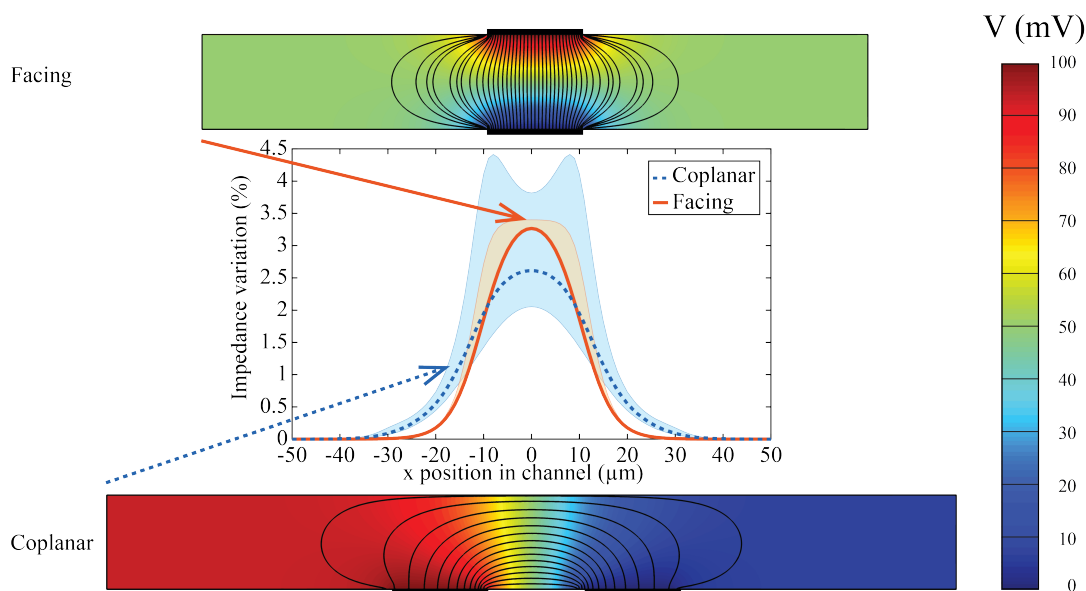 V (mV)
Facing
100
90
80
70
60
50
40
30
20
10
0
Impedance variation (%)
4.5
4
3.5
3
2.5
2
1.5
1
0.5
0
Coplanar
Facing
-50 -40 -30 -20 -10 0 10 20 30 40 50
x position in channel (μm)
Coplanar